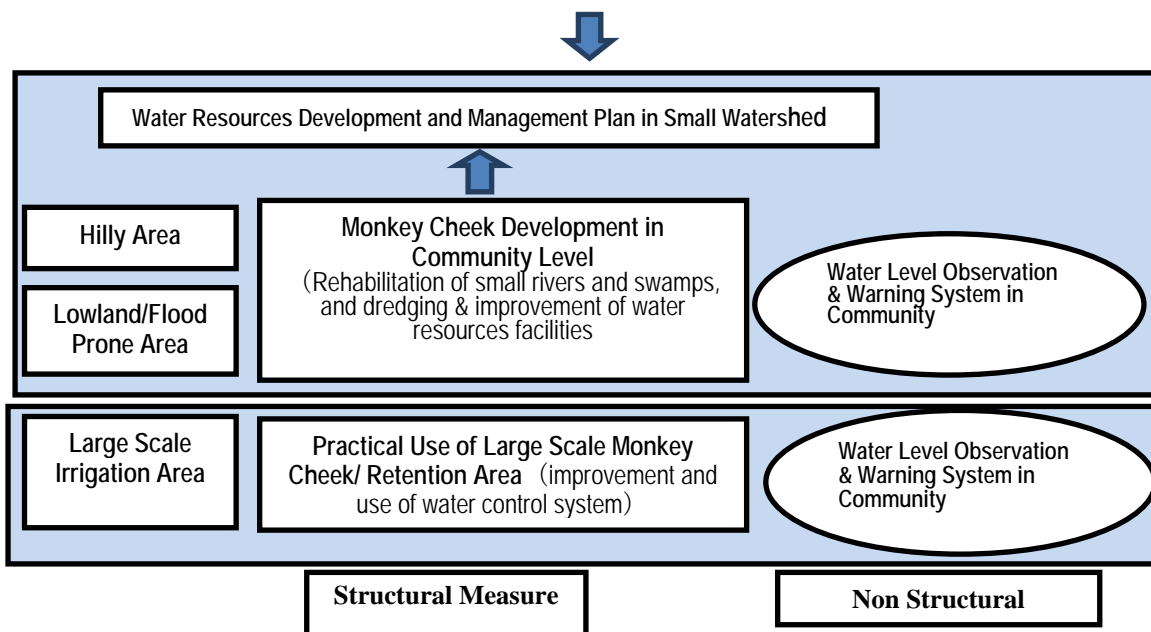 Water Resources Development and Management Plan in Small Watershed
Hilly Area
Lowland/Flood
Prone Area
Monkey Cheek Development in
Community Level
（Rehabilitation of small rivers and swamps,
and dredging & improvement of water
resources facilities
Water Level Observation
& Warning System in
Community
Large Scale
Irrigation Area
Practical Use of Large Scale Monkey
Cheek/ Retention Area （improvement and
use of water control system）
Water Level Observation
& Warning System in
Community
Structural Measure
Non Structural